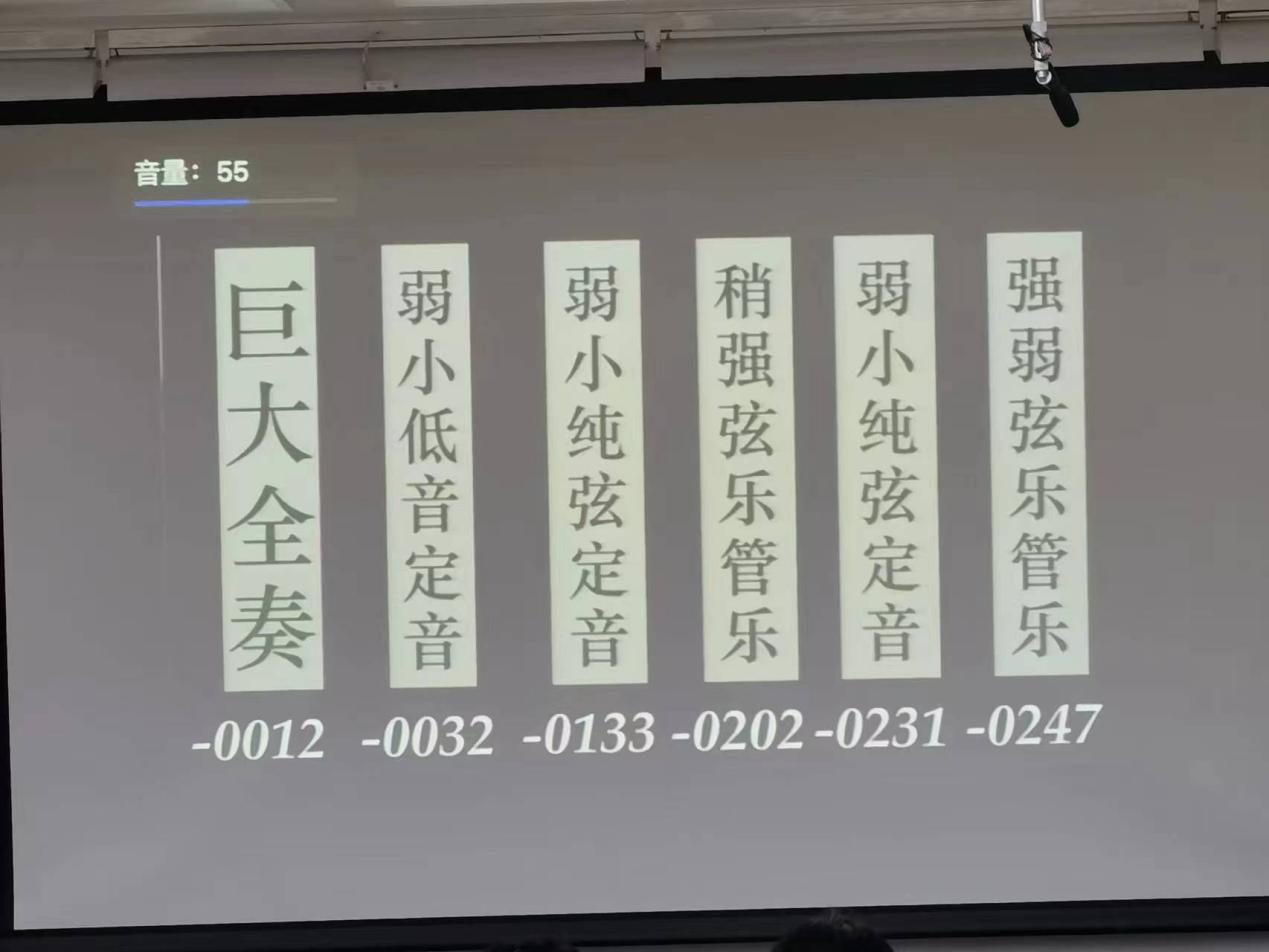 音量：55
巨大全奏
-0012
弱小低音定音
-0032
弱小纯弦定音
-0133
稍强弦乐管乐
-0202
弱小纯弦定音
-0231
强弱弦乐管乐
-0247